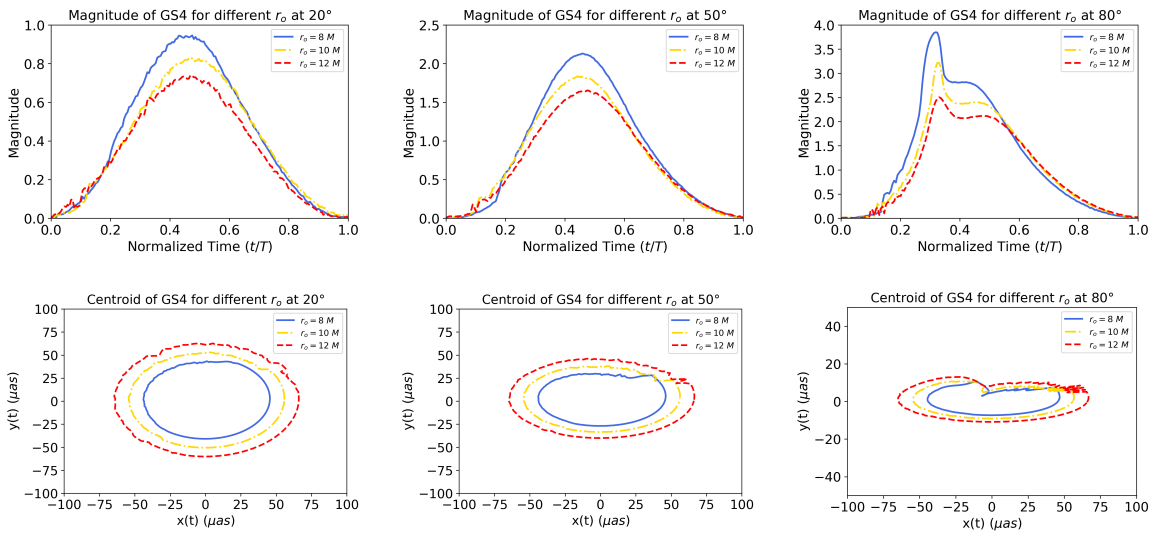 Magnitude of GS4 for different r_o at 20°
Magnitude
1.0
0.8
0.6
0.4
0.2
0.0
r_o = 8 M
r_o = 10 M
r_o = 12 M
0.0 0.2 0.4 0.6 0.8 1.0
Normalized Time (t/T)
Magnitude of GS4 for different r_o at 50°
Magnitude
2.5
2.0
1.5
1.0
0.5
0.0
r_o = 8 M
r_o = 10 M
r_o = 12 M
0.0 0.2 0.4 0.6 0.8 1.0
Normalized Time (t/T)
Magnitude of GS4 for different r_o at 80°
Magnitude
4.0
3.5
3.0
2.5
2.0
1.5
1.0
0.5
0.0
r_o = 8 M
r_o = 10 M
r_o = 12 M
0.0 0.2 0.4 0.6 0.8 1.0
Normalized Time (t/T)
Centroid of GS4 for different r_o at 20°
y(t) (μas)
100
75
50
25
0
−25
−50
−75
−100
r_o = 8 M
r_o = 10 M
r_o = 12 M
−100 −75 −50 −25 0 25 50 75 100
x(t) (μas)
Centroid of GS4 for different r_o at 50°
y(t) (μas)
100
75
50
25
0
−25
−50
−75
−100
r_o = 8 M
r_o = 10 M
r_o = 12 M
−100 −75 −50 −25 0 25 50 75 100
x(t) (μas)
Centroid of GS4 for different r_o at 80°
y(t) (μas)
40
20
0
−20
−40
r_o = 8 M
r_o = 10 M
r_o = 12 M
−100 −75 −50 −25 0 25 50 75 100
x(t) (μas)